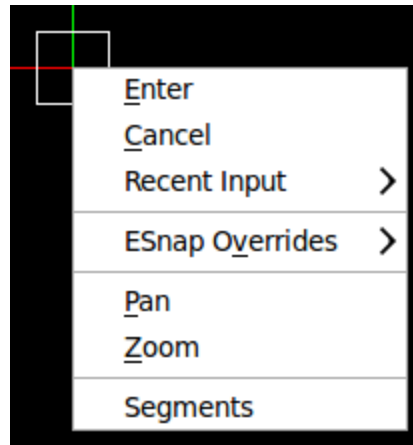 Enter
Cancel
Recent Input
ESnap Overrides
Pan
Zoom
Segments